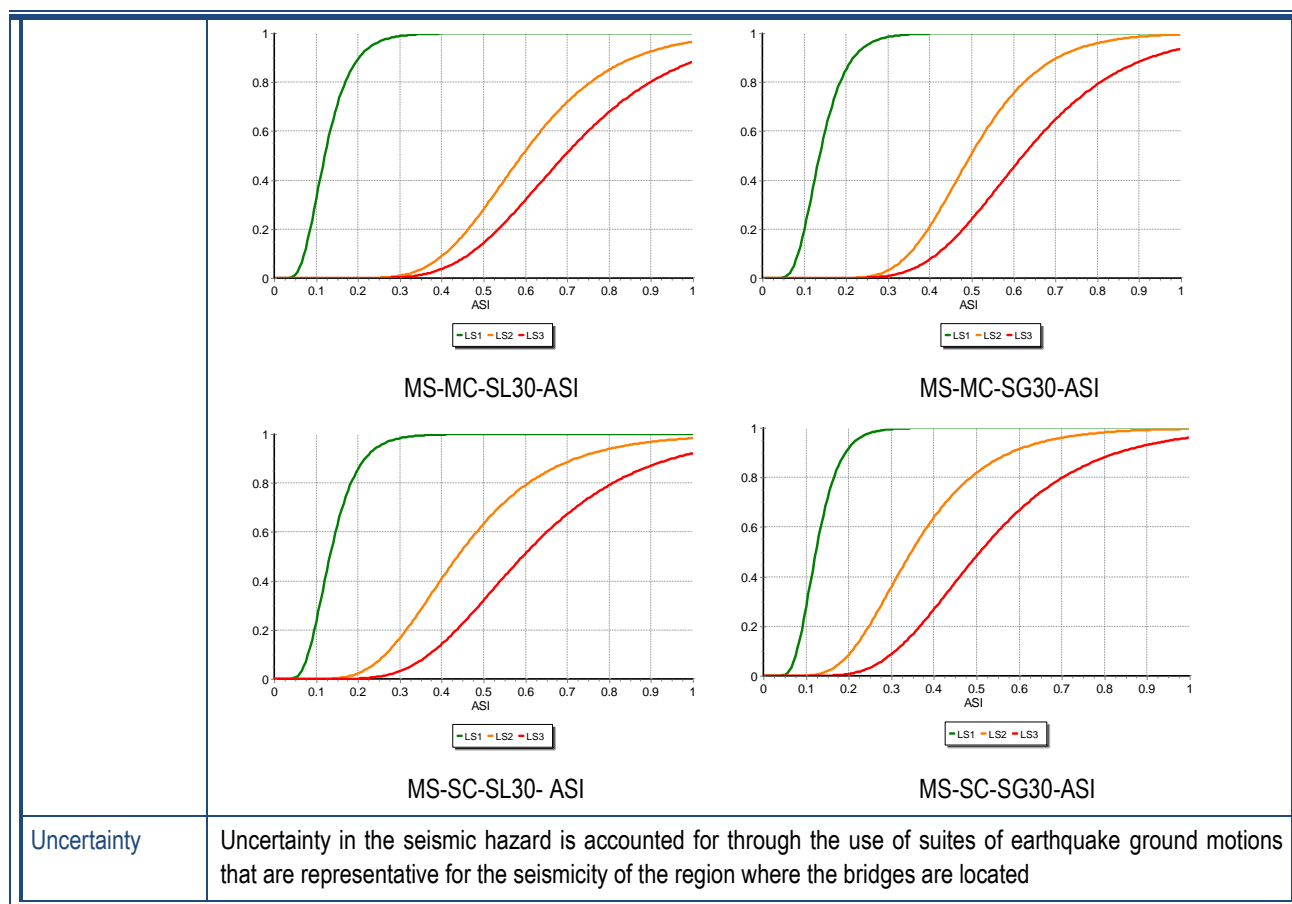 1
0.8
0.6
0.4
0.2
0
0 0.1 0.2 0.3 0.4 0.5 0.6 0.7 0.8 0.9 1
ASI
LS1 LS2 LS3
MS-MC-SL30-ASI
1
0.8
0.6
0.4
0.2
0
0 0.1 0.2 0.3 0.4 0.5 0.6 0.7 0.8 0.9 1
ASI
LS1 LS2 LS3
MS-MC-SG30-ASI
1
0.8
0.6
0.4
0.2
0
0 0.1 0.2 0.3 0.4 0.5 0.6 0.7 0.8 0.9 1
ASI
LS1 LS2 LS3
MS-SC-SL30- ASI
1
0.8
0.6
0.4
0.2
0
0 0.1 0.2 0.3 0.4 0.5 0.6 0.7 0.8 0.9 1
ASI
LS1 LS2 LS3
MS-SC-SG30-ASI
Uncertainty
Uncertainty in the seismic hazard is accounted for through the use of suites of earthquake ground motions
that are representative for the seismicity of the region where the bridges are located